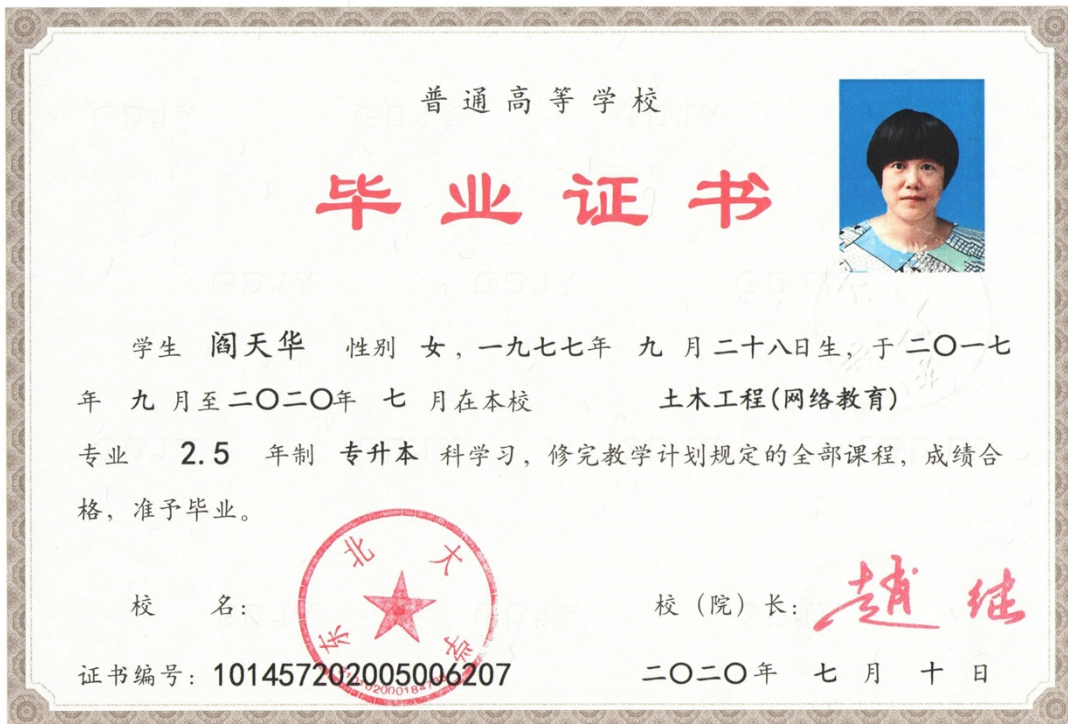 普通高等学校
毕业证书
学生 阎天华 性别 女，一九七七年 九 月二十八日生，于二〇一七
年 九 月至二〇二〇年 七 月在本校 土木工程(网络教育)
专业 2.5 年制 专升本 科学习，修完教学计划规定的全部课程，成绩合
格，准予毕业。
东北大学
校 名：
校（院）长：赵继
证书编号：101457202005006207
二〇二〇年 七 月 十 日